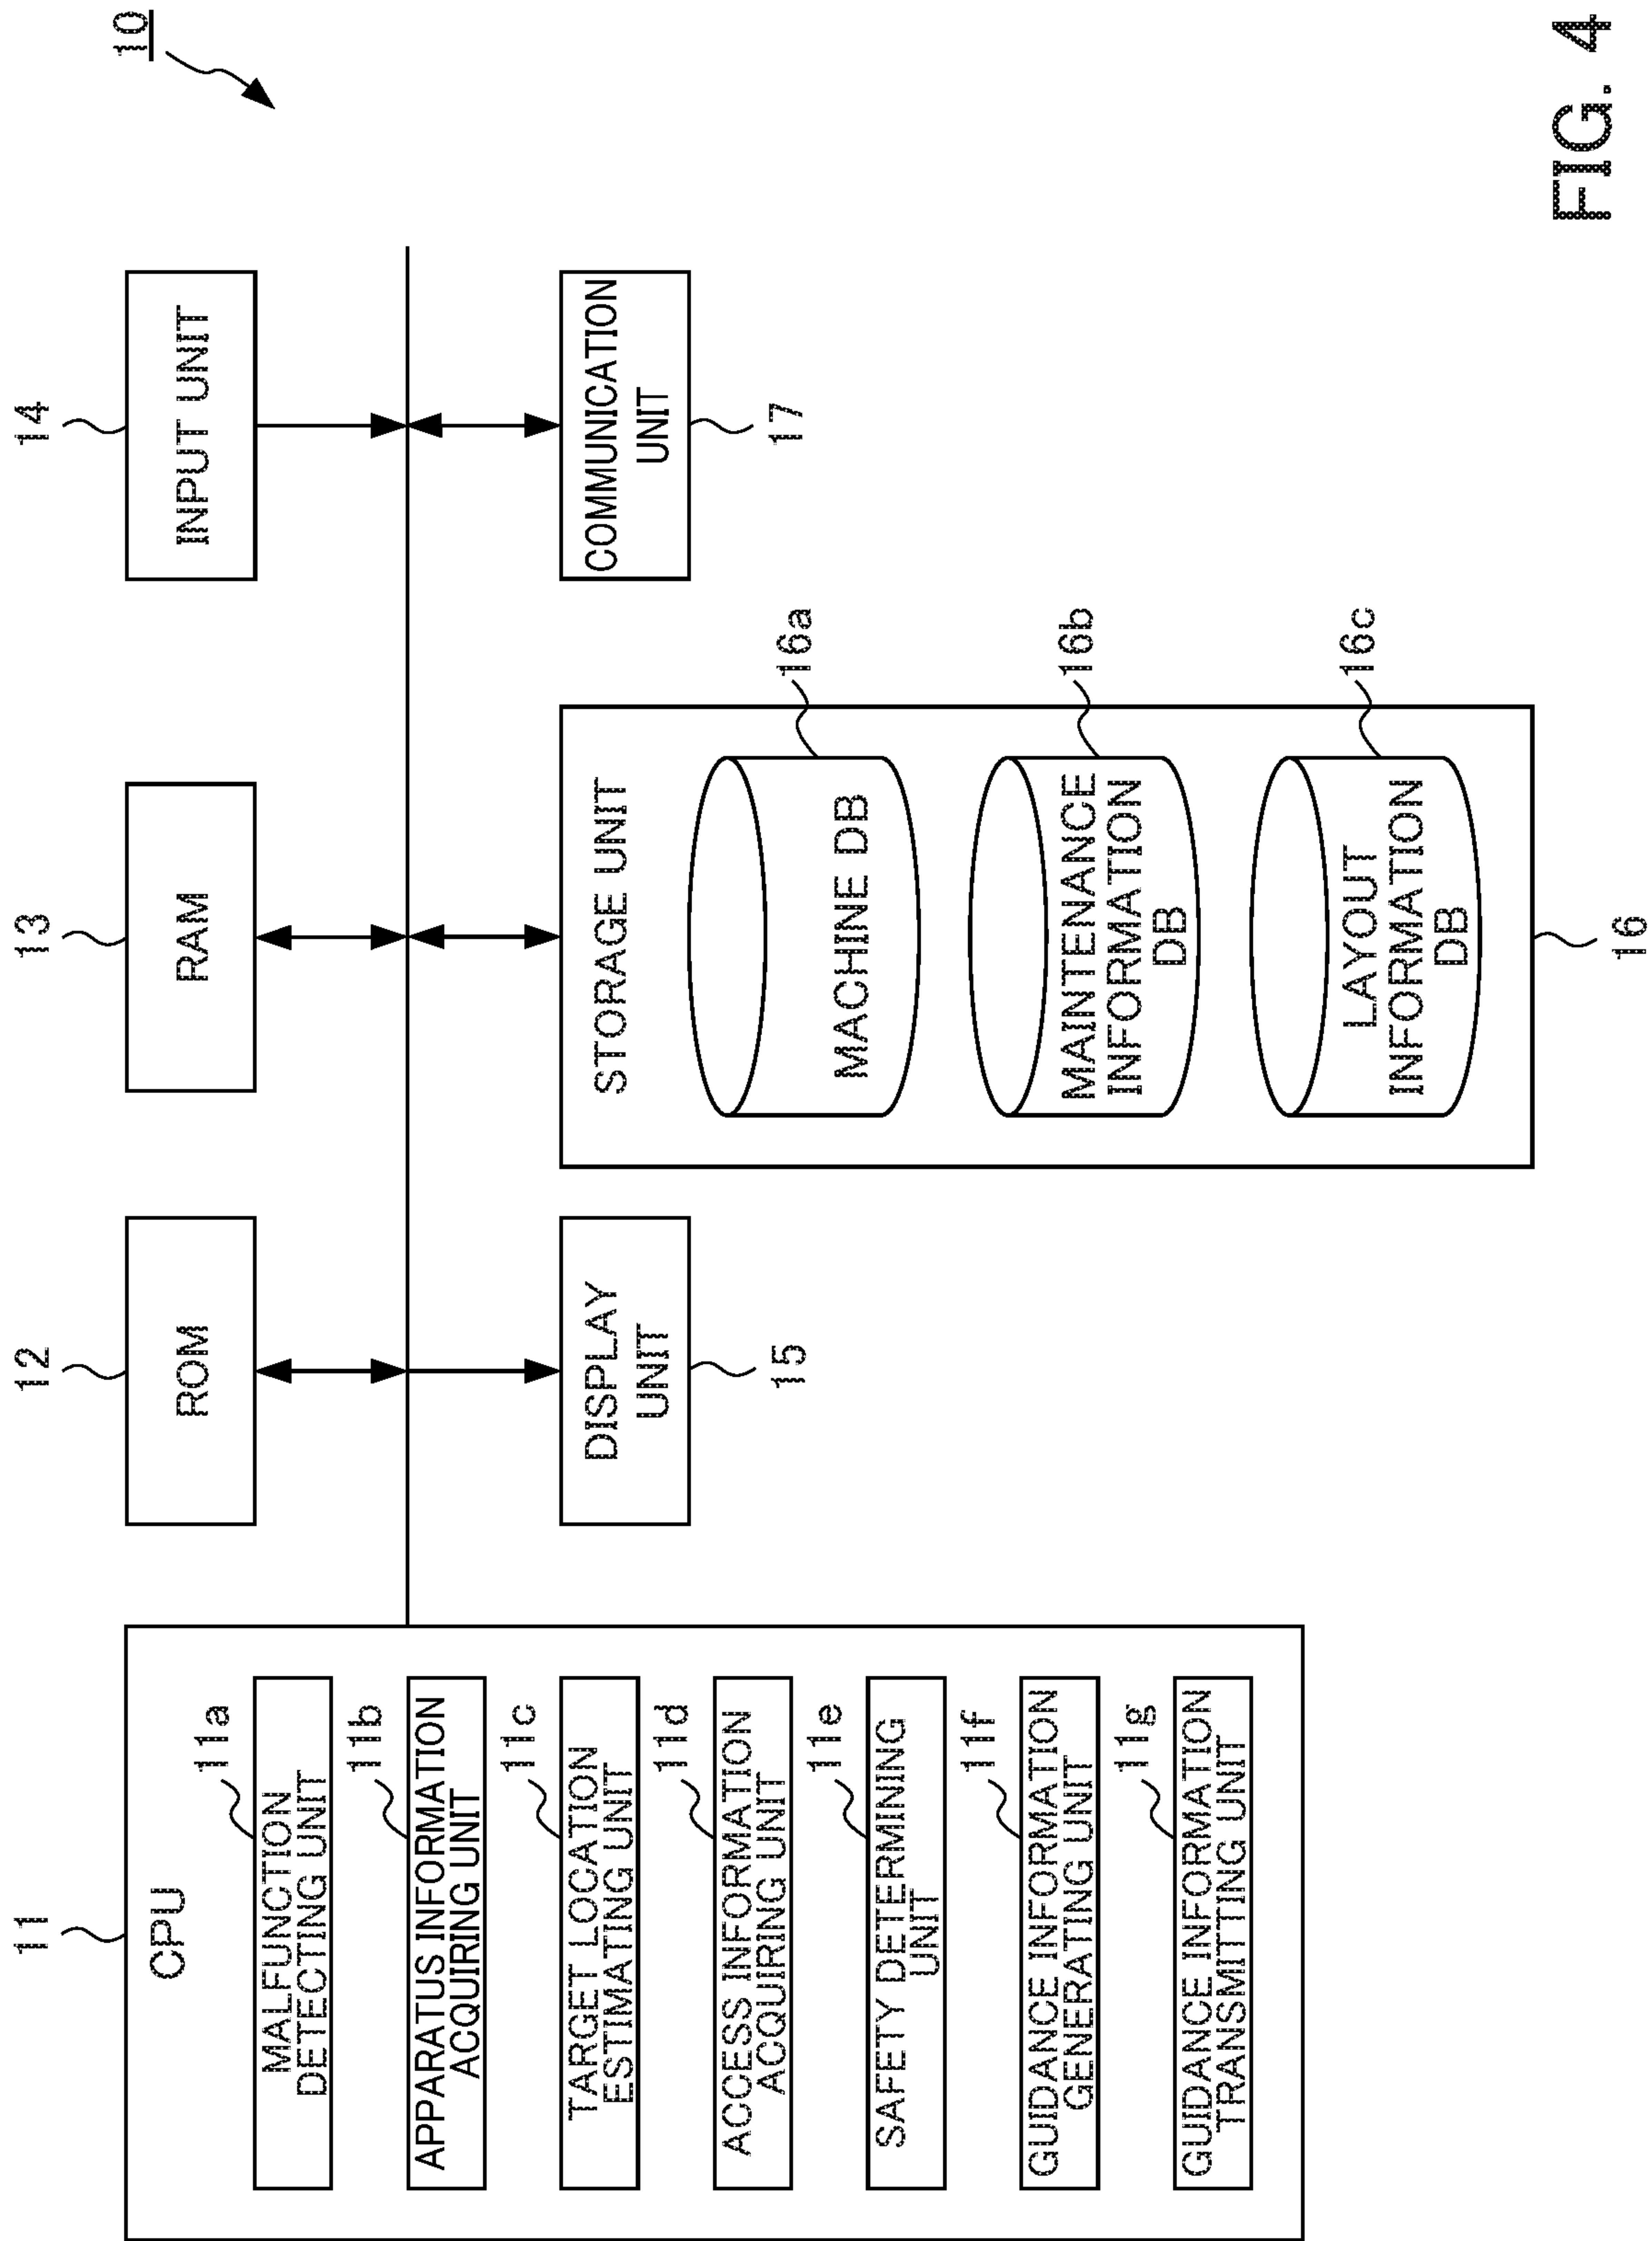 10
11
CPU
11a
MALFUNCTION
DETECTING UNIT
11b
APPARATUS INFORMATION
ACQUIRING UNIT
11c
TARGET LOCATION
ESTIMATING UNIT
11d
ACCESS INFORMATION
ACQUIRING UNIT
11e
SAFETY DETERMINING
UNIT
11f
GUIDANCE INFORMATION
GENERATING UNIT
11g
GUIDANCE INFORMATION
TRANSMITTING UNIT
12
ROM
13
RAM
14
INPUT UNIT
DISPLAY
UNIT
15
STORAGE UNIT
16a
MACHINE DB
16b
MAINTENANCE
INFORMATION
DB
16c
LAYOUT
INFORMATION
DB
16
COMMUNICATION
UNIT
17
FIG. 4